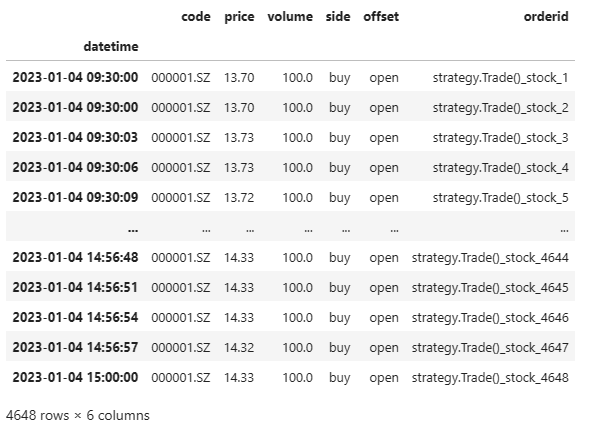 code price volume side offset orderid
datetime
2023-01-04 09:30:00 000001.SZ 13.70 100.0 buy open strategy.Trade()_stock_1
2023-01-04 09:30:00 000001.SZ 13.70 100.0 buy open strategy.Trade()_stock_2
2023-01-04 09:30:03 000001.SZ 13.73 100.0 buy open strategy.Trade()_stock_3
2023-01-04 09:30:06 000001.SZ 13.73 100.0 buy open strategy.Trade()_stock_4
2023-01-04 09:30:09 000001.SZ 13.72 100.0 buy open strategy.Trade()_stock_5
... ... ... ... ... ... ...
2023-01-04 14:56:48 000001.SZ 14.33 100.0 buy open strategy.Trade()_stock_4644
2023-01-04 14:56:51 000001.SZ 14.33 100.0 buy open strategy.Trade()_stock_4645
2023-01-04 14:56:54 000001.SZ 14.33 100.0 buy open strategy.Trade()_stock_4646
2023-01-04 14:56:57 000001.SZ 14.32 100.0 buy open strategy.Trade()_stock_4647
2023-01-04 15:00:00 000001.SZ 14.33 100.0 buy open strategy.Trade()_stock_4648
4648 rows × 6 columns